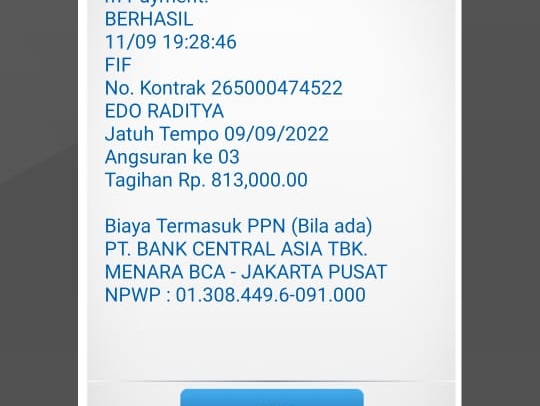 m-Payment:
BERHASIL
11/09 19:28:46
FIF
No. Kontrak 265000474522
EDO RADITYA
Jatuh Tempo 09/09/2022
Angsuran ke 03
Tagihan Rp. 813,000.00
Biaya Termasuk PPN (Bila ada)
PT. BANK CENTRAL ASIA TBK.
MENARA BCA - JAKARTA PUSAT
NPWP : 01.308.449.6-091.000